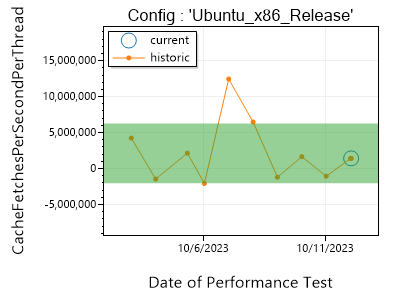 Config : 'Ubuntu_x86_Release'
current
historic
CacheFetchesPerSecondPerThread
15,000,000
10,000,000
5,000,000
0
-5,000,000
10/6/2023
10/11/2023
Date of Performance Test